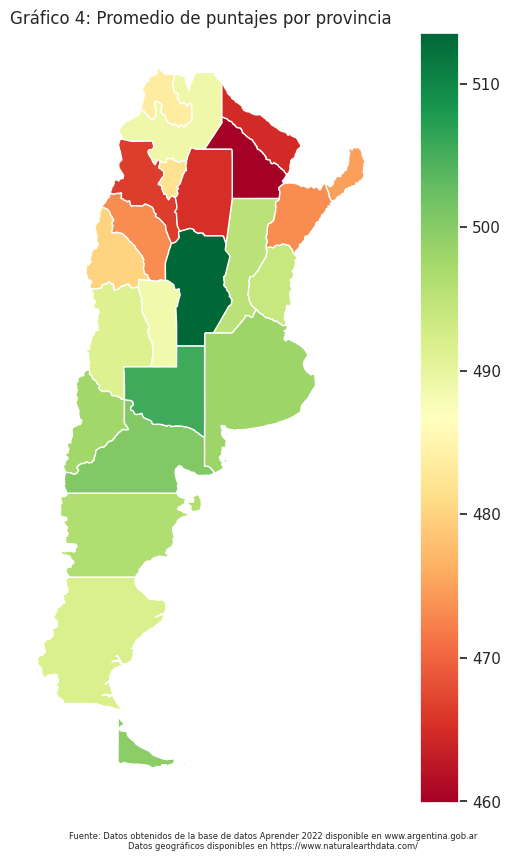 Gráfico 4: Promedio de puntajes por provincia
510
500
490
480
470
460
Fuente: Datos obtenidos de la base de datos Aprender 2022 disponible en www.argentina.gob.ar
Datos geográficos disponibles en https://www.naturalearthdata.com/